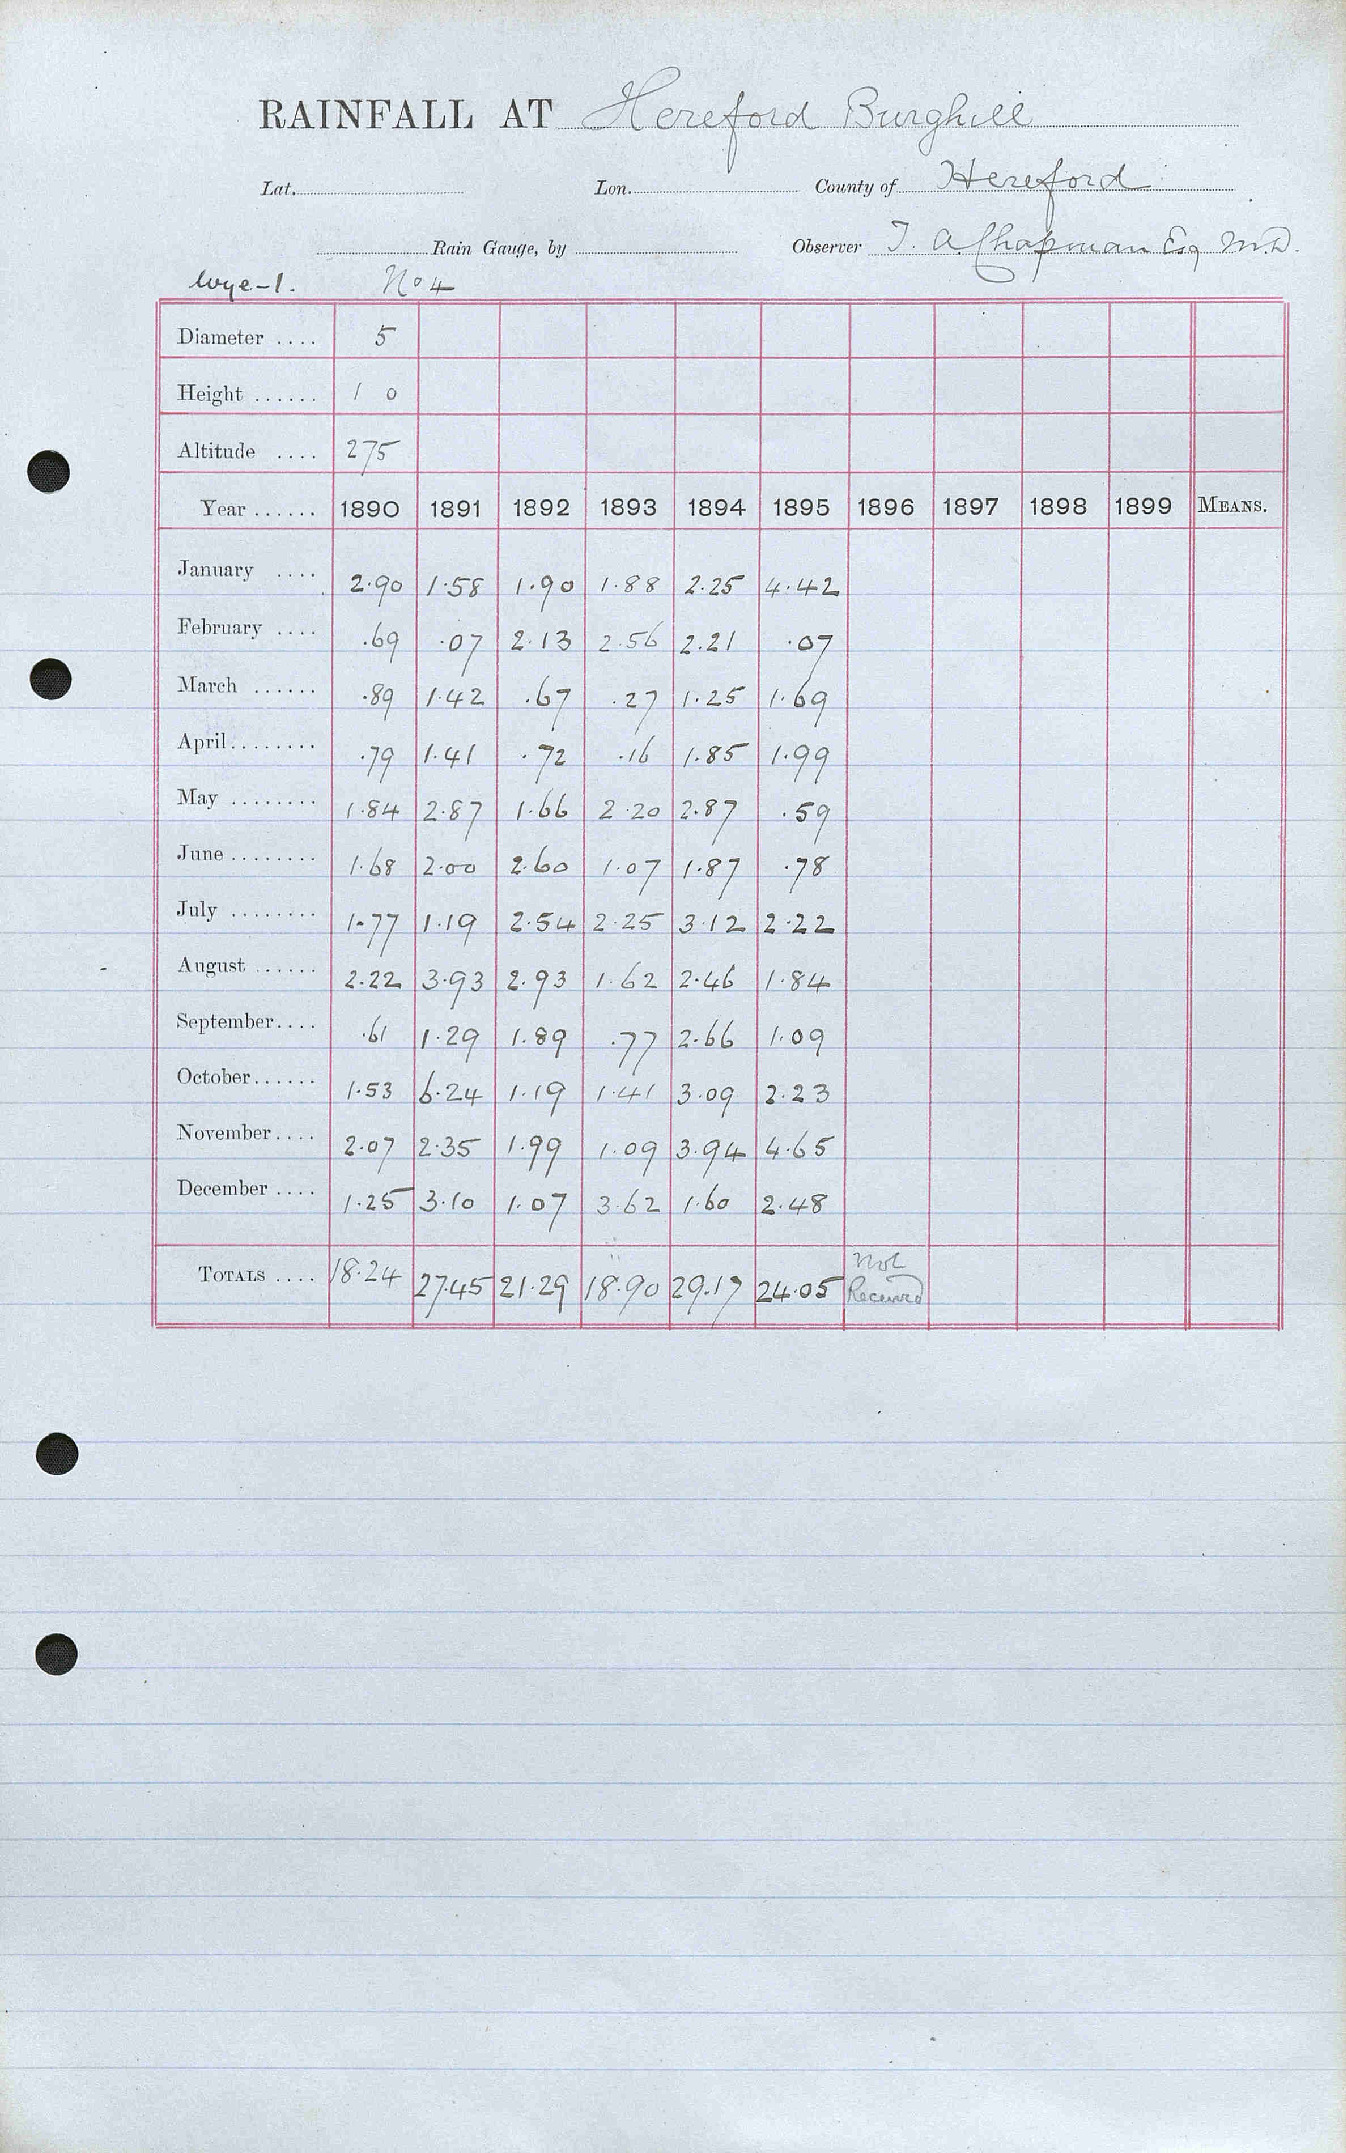 RAINFALL AT Hereford Burghill
Lat. Lon. County of Hereford
Rain Gauge, by Observer T. A. Chapman Esq M.D.
Wye-1. No 4
Diameter .... 5
Height ...... 1 0
Altitude .... 275
Year ...... 1890 1891 1892 1893 1894 1895 1896 1897 1898 1899 MEANS.
January .... 2.90 1.58 1.90 1.88 2.25 4.42
February .... .69 .07 2.13 2.56 2.21 .07
March ...... .89 1.42 .67 .27 1.25 1.69
April........ .79 1.41 .72 .16 1.85 1.99
May ........ 1.84 2.87 1.66 2.20 2.87 .59
June ........ 1.68 2.00 2.60 1.07 1.87 .78
July ........ 1.77 1.19 2.54 2.25 3.12 2.22
August ...... 2.22 3.93 2.93 1.62 2.46 1.84
September.... .61 1.29 1.89 .77 2.66 1.09
October...... 1.53 6.24 1.19 1.41 3.09 2.23
November.... 2.07 2.35 1.99 1.09 3.94 4.65
December .... 1.25 3.10 1.07 3.62 1.60 2.48
TOTALS .... 18.24 27.45 21.29 18.90 29.17 24.05 Not Received